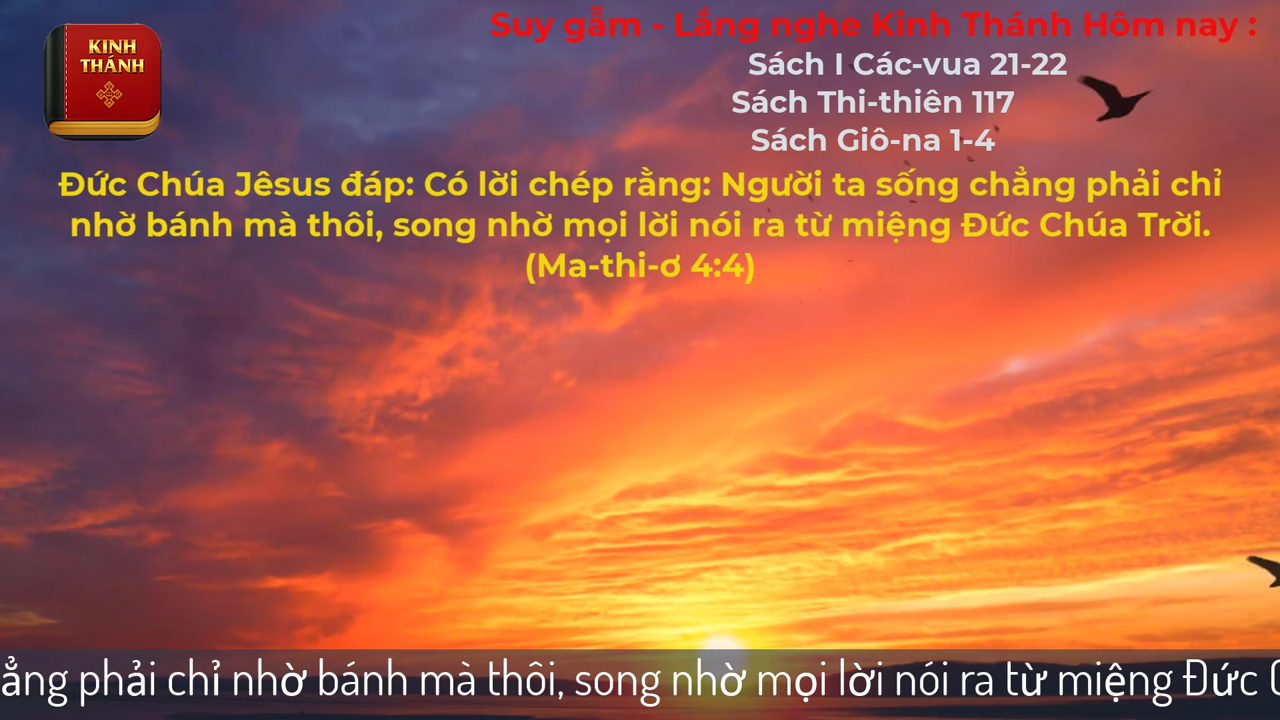 Suy gẫm - Lắng nghe Kinh Thánh Hôm nay :
KINH
THÁNH
Sách I Các-vua 21-22
Sách Thi-thiên 117
Sách Giô-na 1-4
Đức Chúa Jêsus đáp: Có lời chép rằng: Người ta sống chẳng phải chỉ
nhờ bánh mà thôi, song nhờ mọi lời nói ra từ miệng Đức Chúa Trời.
(Ma-thi-ơ 4:4)
ẳng phải chỉ nhờ bánh mà thôi, song nhờ mọi lời nói ra từ miệng Đức C